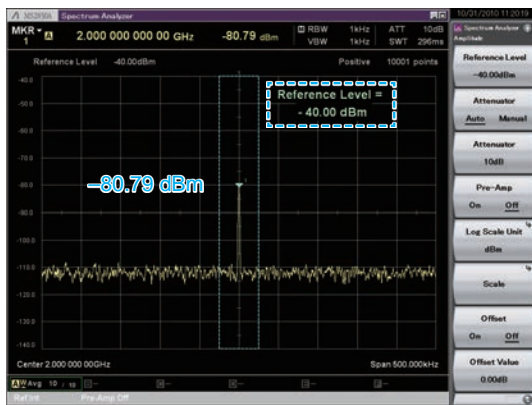 MS2830A Spectrum Analyzer
10/31/2010 11:20:19
MKR 1 A 2.000 000 000 00 GHz -80.79 dBm
RBW 1kHz ATT 10dB
VBW 1kHz SWT 296ms
Reference Level -40.00dBm Positive 10001 points
-40.0
-60.0
-70.0
-80.0
-90.0
-100.0
-110.0
-120.0
-130.0
-140.0
1
Reference Level =
- 40.00 dBm
–80.79 dBm
Center 2.000 000 00GHz Span 500.000kHz
Avg 10 / 10
Ref.Int Pre-Amp Off
Spectrum Analyzer
Amplitude
Reference Level
-40.00dBm
Attenuator
Auto Manual
Attenuator
10dB
Pre-Amp
On Off
Log Scale Unit
dBm
Scale
Offset
On Off
Offset Value
0.00dB